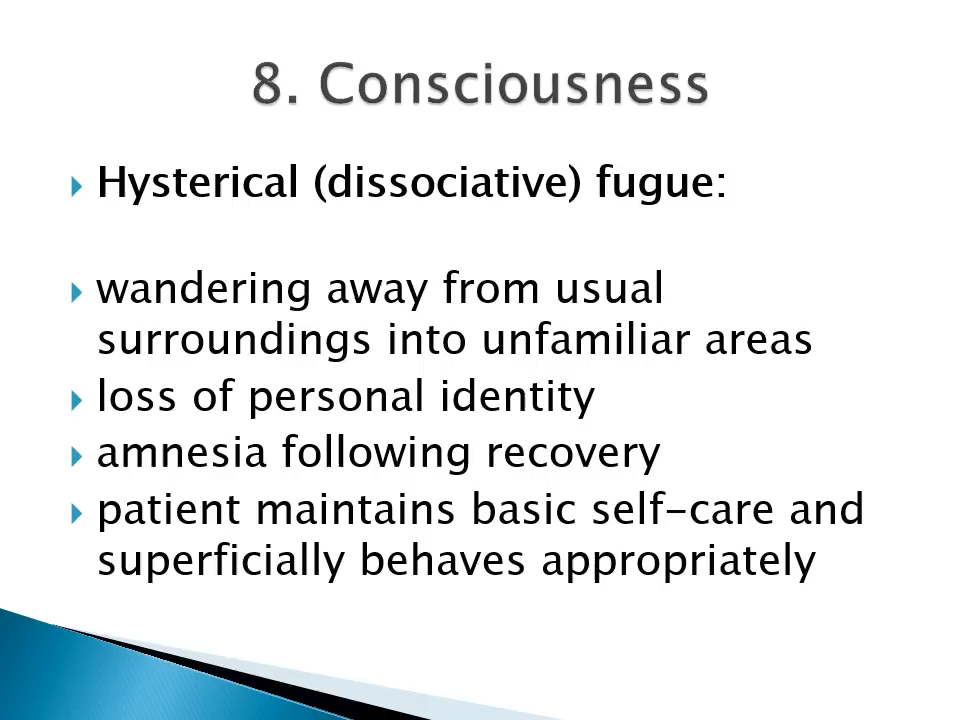 8. Consciousness
Hysterical (dissociative) fugue:
wandering away from usual
surroundings into unfamiliar areas
loss of personal identity
amnesia following recovery
patient maintains basic self-care and
superficially behaves appropriately